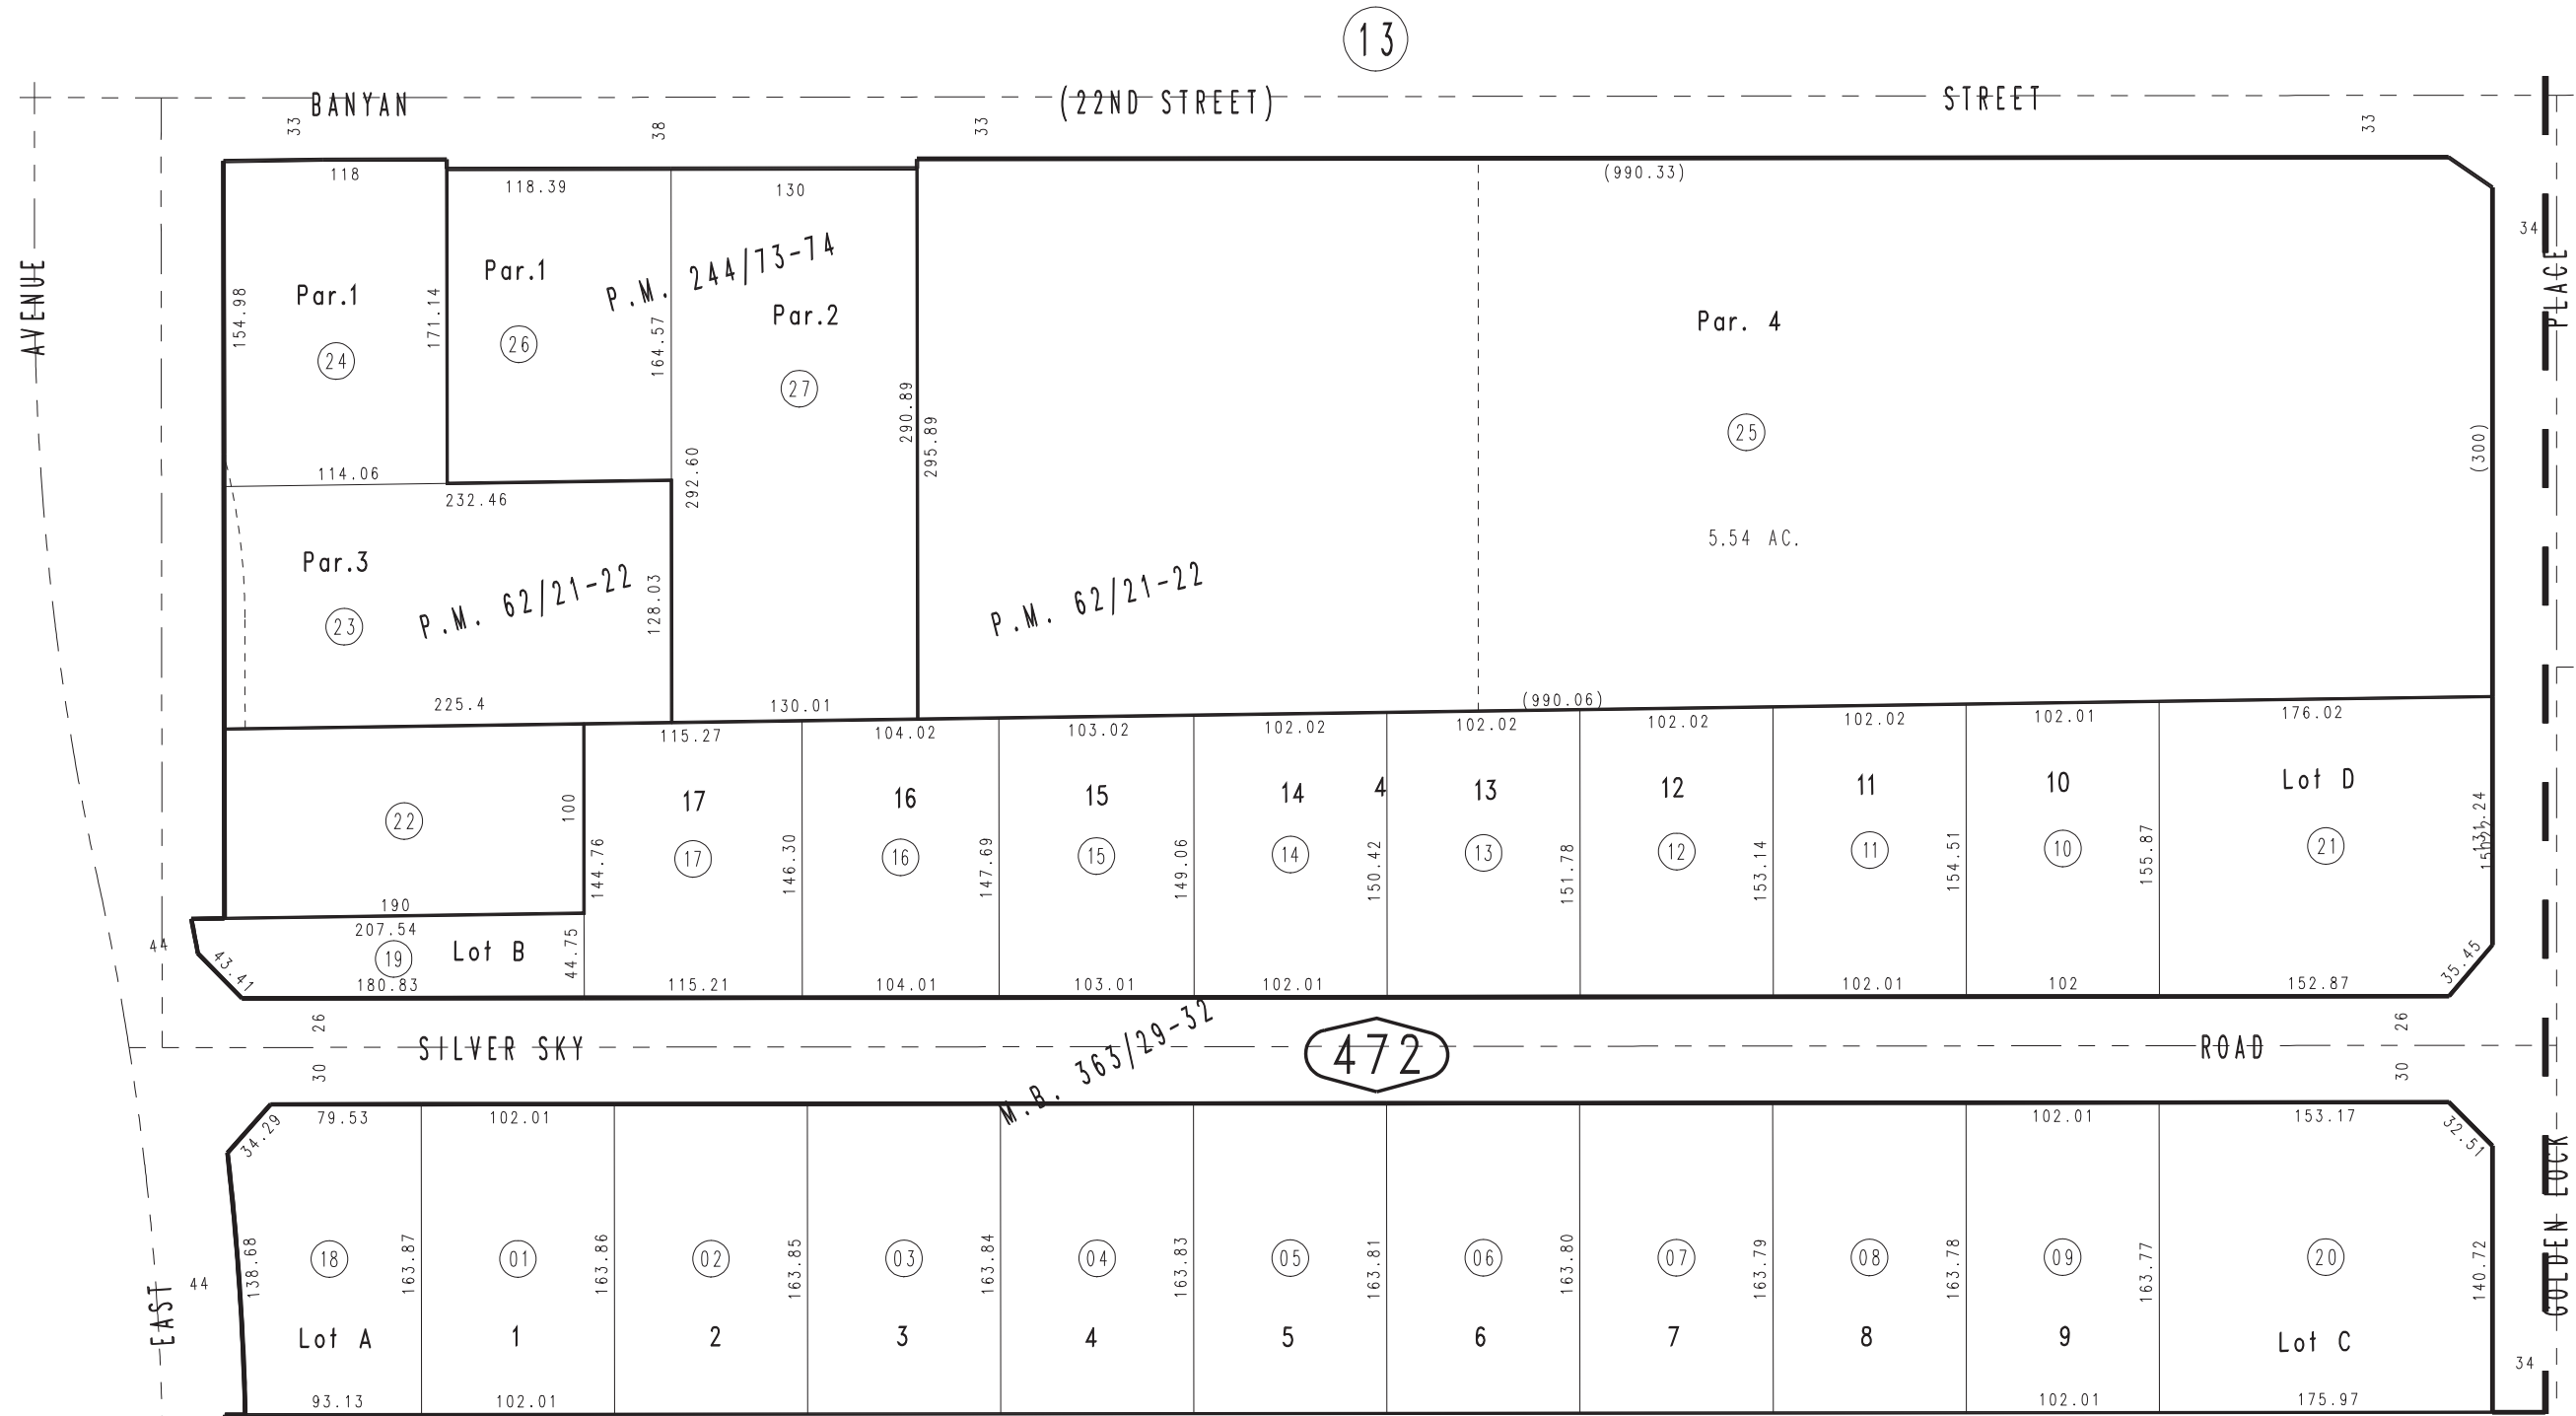 13
BANYAN (22ND STREET) STREET
33 38 33 33
118 118.39 130 (990.33)
34
AVENUE
PLACE
154.98 Par.1 24 171.14
Par.1 26 164.57
P.M. 244/73-74
Par.2 27 290.89
292.60
295.89
Par. 4
25
5.54 AC.
(300)
114.06
232.46
Par.3
23
P.M. 62/21-22
128.03
P.M. 62/21-22
225.4 130.01 (990.06)
115.27 104.02 103.02 102.02 102.02 102.02 102.02 102.01 176.02
17 16 15 14 4 13 12 11 10 Lot D
22 100
17 16 15 14 13 12 11 10 21
144.76 146.30 147.69 149.06 150.42 151.78 153.14 154.51 155.87 131.24
190
207.54
44 43.41 19 Lot B 44.75 35.45
180.83 115.21 104.01 103.01 102.01 102.01 102 152.87
26 26
SILVER SKY 472 ROAD
M.B. 363/29-32
30 30
34.29 79.53 102.01 102.01 153.17 32.51
GOLDEN LOCK
138.68 163.87 163.86 163.85 163.84 163.83 163.81 163.80 163.79 163.78 163.77 140.72
18 01 02 03 04 05 06 07 08 09 20
44
EAST
Lot A 1 2 3 4 5 6 7 8 9 Lot C
34
93.13 102.01 102.01 175.97